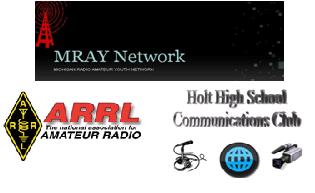 MRAY Network
MICHIGAN RADIO AMATEUR YOUTH NETWORK
ARRL
The national association for
AMATEUR RADIO
A
R R
L
Holt High School
Communications Club